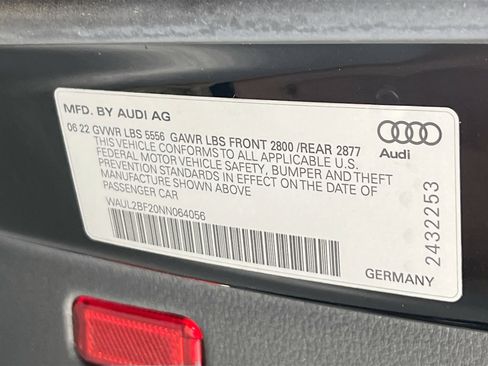 MFD. BY AUDI AG
06 22 GVWR LBS 5556 GAWR LBS FRONT 2800 /REAR 2877
THIS VEHICLE CONFORMS TO ALL APPLICABLE U.S.
FEDERAL MOTOR VEHICLE SAFETY, BUMPER AND THEFT
PREVENTION STANDARDS IN EFFECT ON THE DATE OF
MANUFACTURE SHOWN ABOVE
PASSENGER CAR
WAUL2BF20NN064056
Audi
2432253
GERMANY